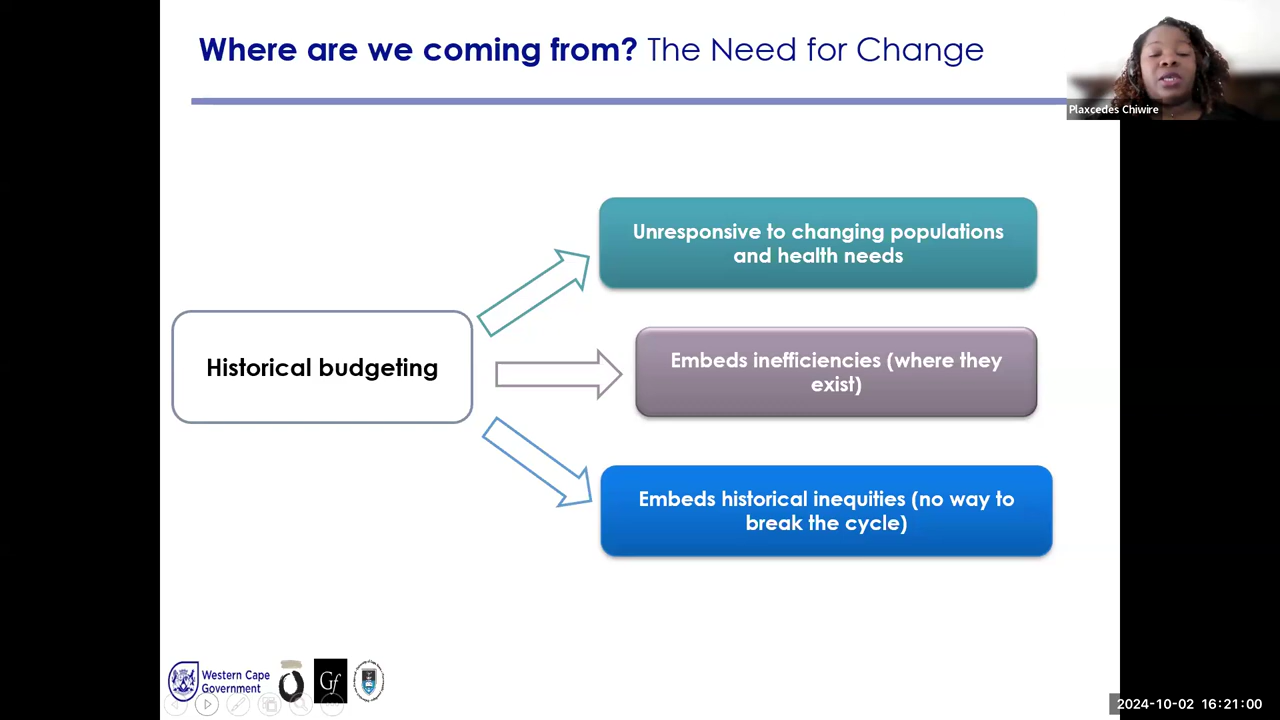 Where are we coming from? The Need for Change
Plaxcedes Chiwire
Unresponsive to changing populations
and health needs
Historical budgeting
Embeds inefficiencies (where they
exist)
Embeds historical inequities (no way to
break the cycle)
Western Cape
Government
Gf
2024-10-02 16:21:00